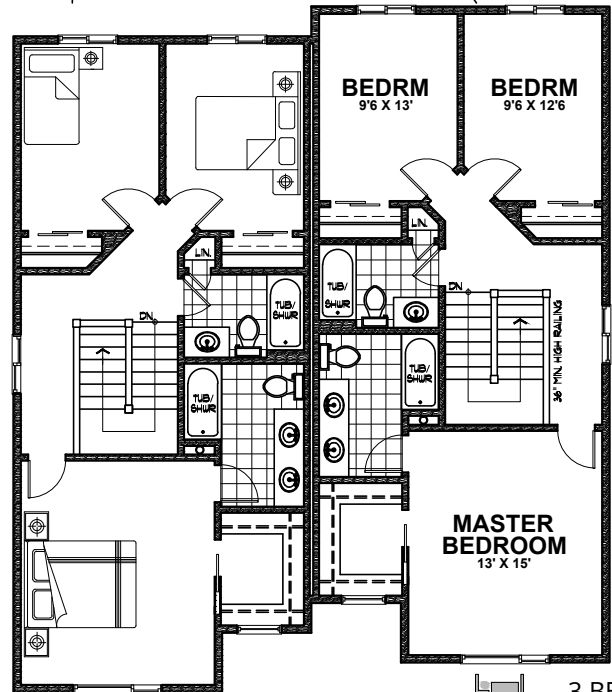 BEDRM
9'6 X 13'
BEDRM
9'6 X 12'6
LIN.
LIN.
DN
DN
TUB/
SHWR
TUB/
SHWR
TUB/
SHWR
TUB/
SHWR
36" MIN. HIGH RAILING
MASTER
BEDROOM
13' X 15'